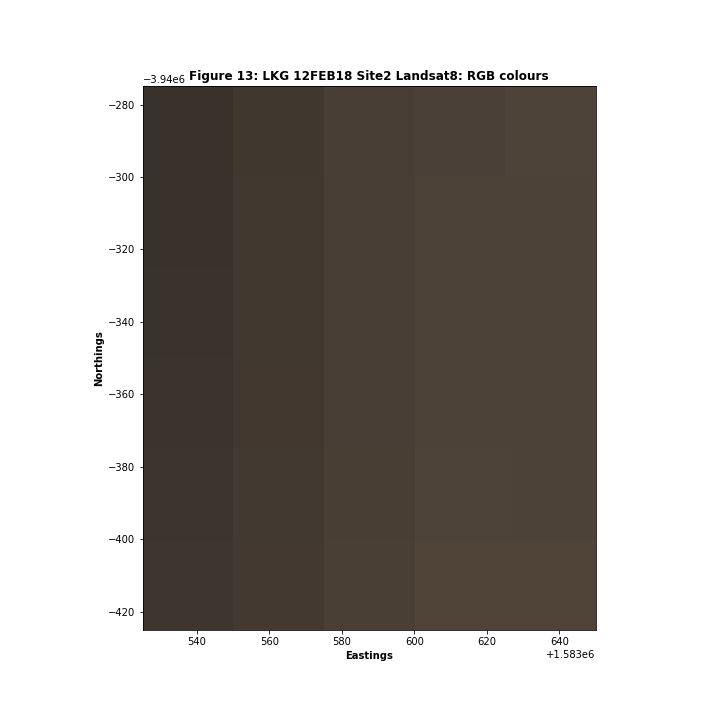 Figure 13: LKG 12FEB18 Site2 Landsat8: RGB colours
−3.94e6
−280
−300
−320
−340
−360
−380
−400
−420
Northings
540 560 580 600 620 640
+1.583e6
Eastings